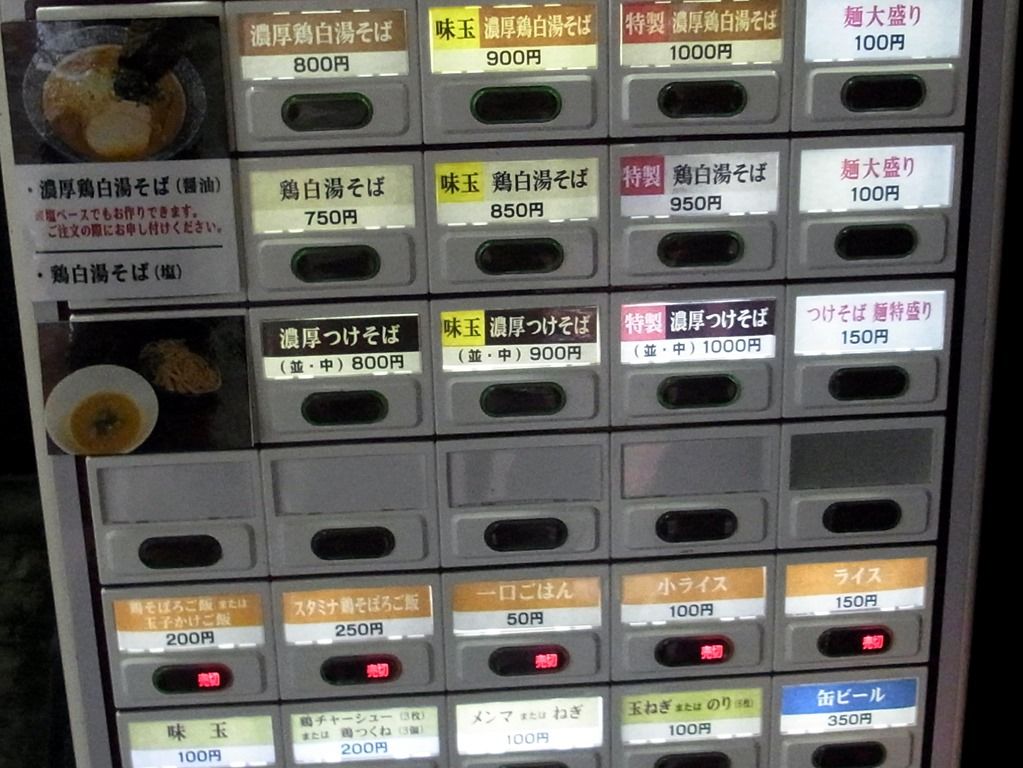 濃厚鶏白湯そば
800円
味玉 濃厚鶏白湯そば
900円
特製 濃厚鶏白湯そば
1000円
麺大盛り
100円
・濃厚鶏白湯そば(醤油)
※塩ベースでもお作りできます。
ご注文の際にお申し付けください。
・鶏白湯そば(塩)
鶏白湯そば
750円
味玉 鶏白湯そば
850円
特製 鶏白湯そば
950円
麺大盛り
100円
濃厚つけそば
(並・中)800円
味玉 濃厚つけそば
(並・中)900円
特製 濃厚つけそば
(並・中)1000円
つけそば 麺特盛り
150円
鶏そぼろご飯 または
玉子かけご飯
200円
売切
スタミナ鶏そぼろご飯
250円
売切
一口ごはん
50円
売切
小ライス
100円
売切
ライス
150円
売切
味玉
100円
鶏チャーシュー(3枚)
または 鶏つくね(3個)
200円
メンマ または ねぎ
100円
玉ねぎ または のり(5枚)
100円
缶ビール
350円